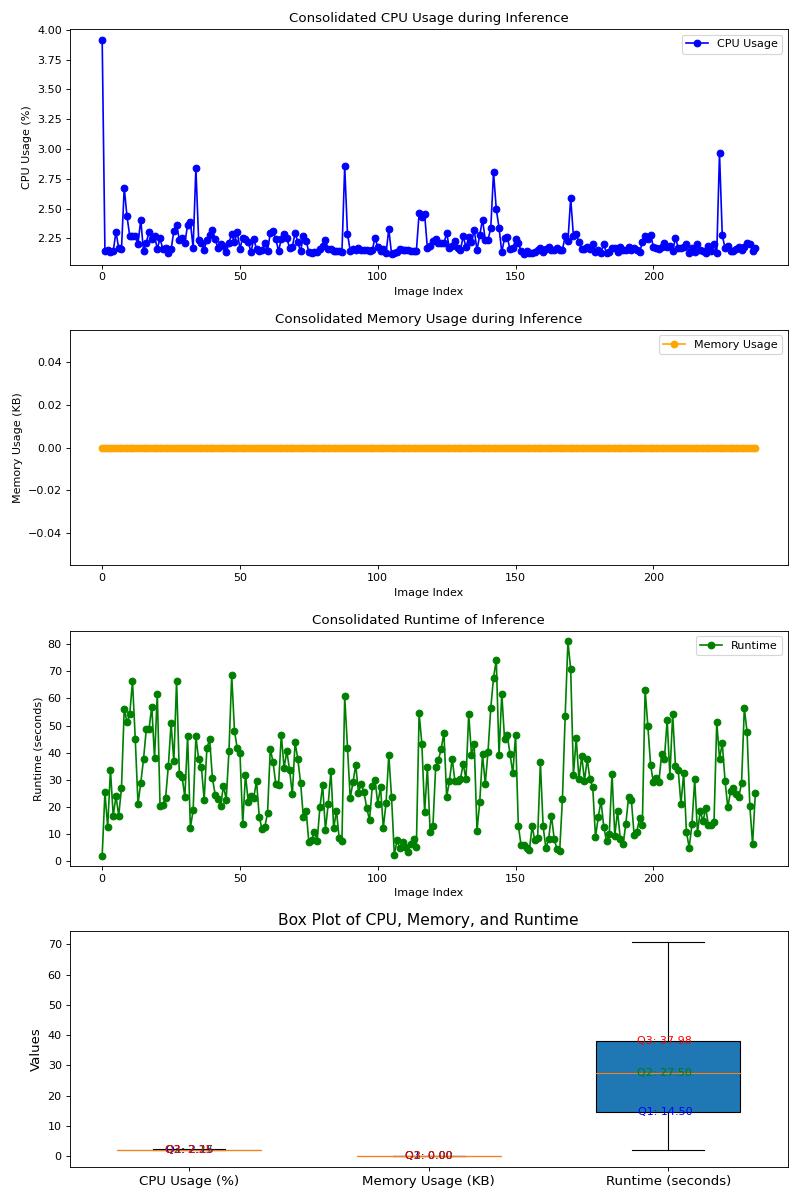 Consolidated CPU Usage during Inference
4.00
3.75
3.50
3.25
3.00
2.75
2.50
2.25
CPU Usage (%)
CPU Usage
0 50 100 150 200
Image Index
Consolidated Memory Usage during Inference
0.04
0.02
0.00
−0.02
−0.04
Memory Usage (KB)
Memory Usage
0 50 100 150 200
Image Index
Consolidated Runtime of Inference
80
70
60
50
40
30
20
10
0
Runtime (seconds)
Runtime
0 50 100 150 200
Image Index
Box Plot of CPU, Memory, and Runtime
70
60
50
40
30
20
10
0
Values
Q3: 37.98
Q2: 27.50
Q1: 14.50
CPU Usage (%) Memory Usage (KB) Runtime (seconds)